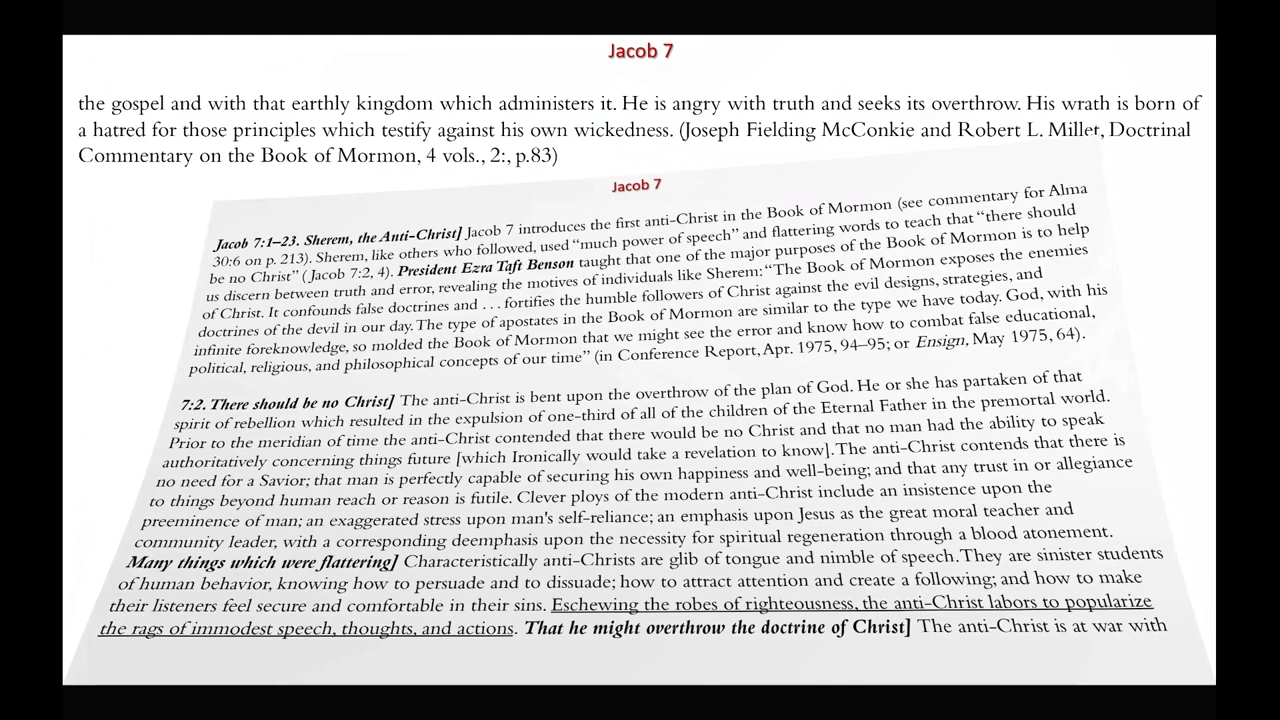 Jacob 7
the gospel and with that earthly kingdom which administers it. He is angry with truth and seeks its overthrow. His wrath is born of
a hatred for those principles which testify against his own wickedness. (Joseph Fielding McConkie and Robert L. Millet, Doctrinal
Commentary on the Book of Mormon, 4 vols., 2:, p.83)
Jacob 7
Jacob 7:1–23. Sherem, the Anti-Christ] Jacob 7 introduces the first anti-Christ in the Book of Mormon (see commentary for Alma
30:6 on p. 213). Sherem, like others who followed, used “much power of speech” and flattering words to teach that “there should
be no Christ” (Jacob 7:2, 4). President Ezra Taft Benson taught that one of the major purposes of the Book of Mormon is to help
us discern between truth and error, revealing the motives of individuals like Sherem: “The Book of Mormon exposes the enemies
of Christ. It confounds false doctrines and . . . fortifies the humble followers of Christ against the evil designs, strategies, and
doctrines of the devil in our day. The type of apostates in the Book of Mormon are similar to the type we have today. God, with his
infinite foreknowledge, so molded the Book of Mormon that we might see the error and know how to combat false educational,
political, religious, and philosophical concepts of our time” (in Conference Report, Apr. 1975, 94–95; or Ensign, May 1975, 64).
7:2. There should be no Christ] The anti-Christ is bent upon the overthrow of the plan of God. He or she has partaken of that
spirit of rebellion which resulted in the expulsion of one-third of all of the children of the Eternal Father in the premortal world.
Prior to the meridian of time the anti-Christ contended that there would be no Christ and that no man had the ability to speak
authoritatively concerning things future [which Ironically would take a revelation to know]. The anti-Christ contends that there is
no need for a Savior; that man is perfectly capable of securing his own happiness and well-being; and that any trust in or allegiance
to things beyond human reach or reason is futile. Clever ploys of the modern anti-Christ include an insistence upon the
preeminence of man; an exaggerated stress upon man's self-reliance; an emphasis upon Jesus as the great moral teacher and
community leader, with a corresponding deemphasis upon the necessity for spiritual regeneration through a blood atonement.
Many things which were flattering] Characteristically anti-Christs are glib of tongue and nimble of speech. They are sinister students
of human behavior, knowing how to persuade and to dissuade; how to attract attention and create a following; and how to make
their listeners feel secure and comfortable in their sins. Eschewing the robes of righteousness, the anti-Christ labors to popularize
the rags of immodest speech, thoughts, and actions. That he might overthrow the doctrine of Christ] The anti-Christ is at war with